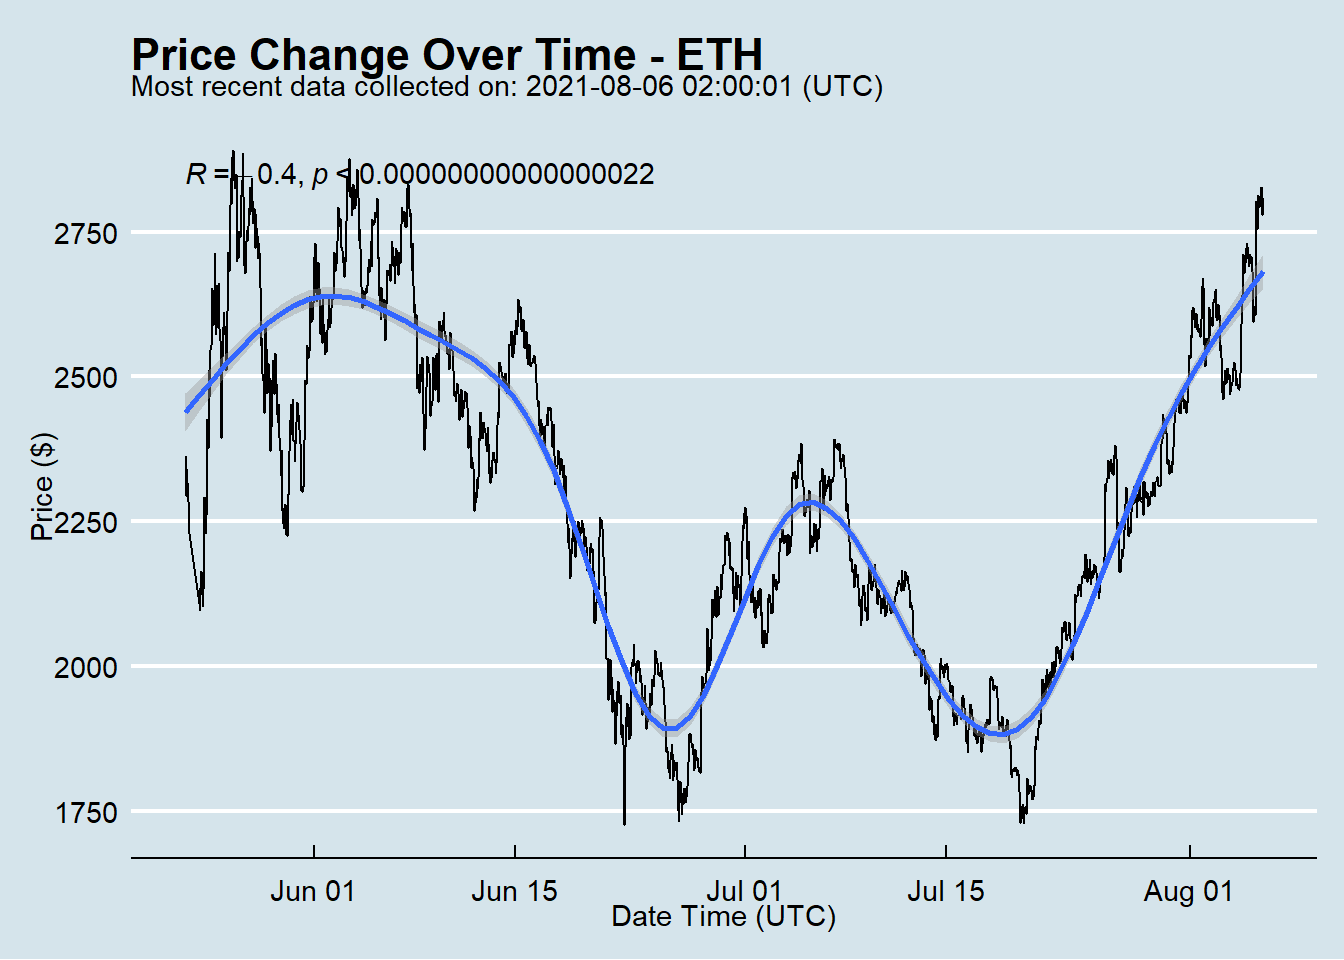 Price Change Over Time - ETH
Most recent data collected on: 2021-08-06 02:00:01 (UTC)
R = − 0.4, p < 0.00000000000000022
2750
2500
2250
2000
1750
Price ($)
Jun 01 Jun 15 Jul 01 Jul 15 Aug 01
Date Time (UTC)